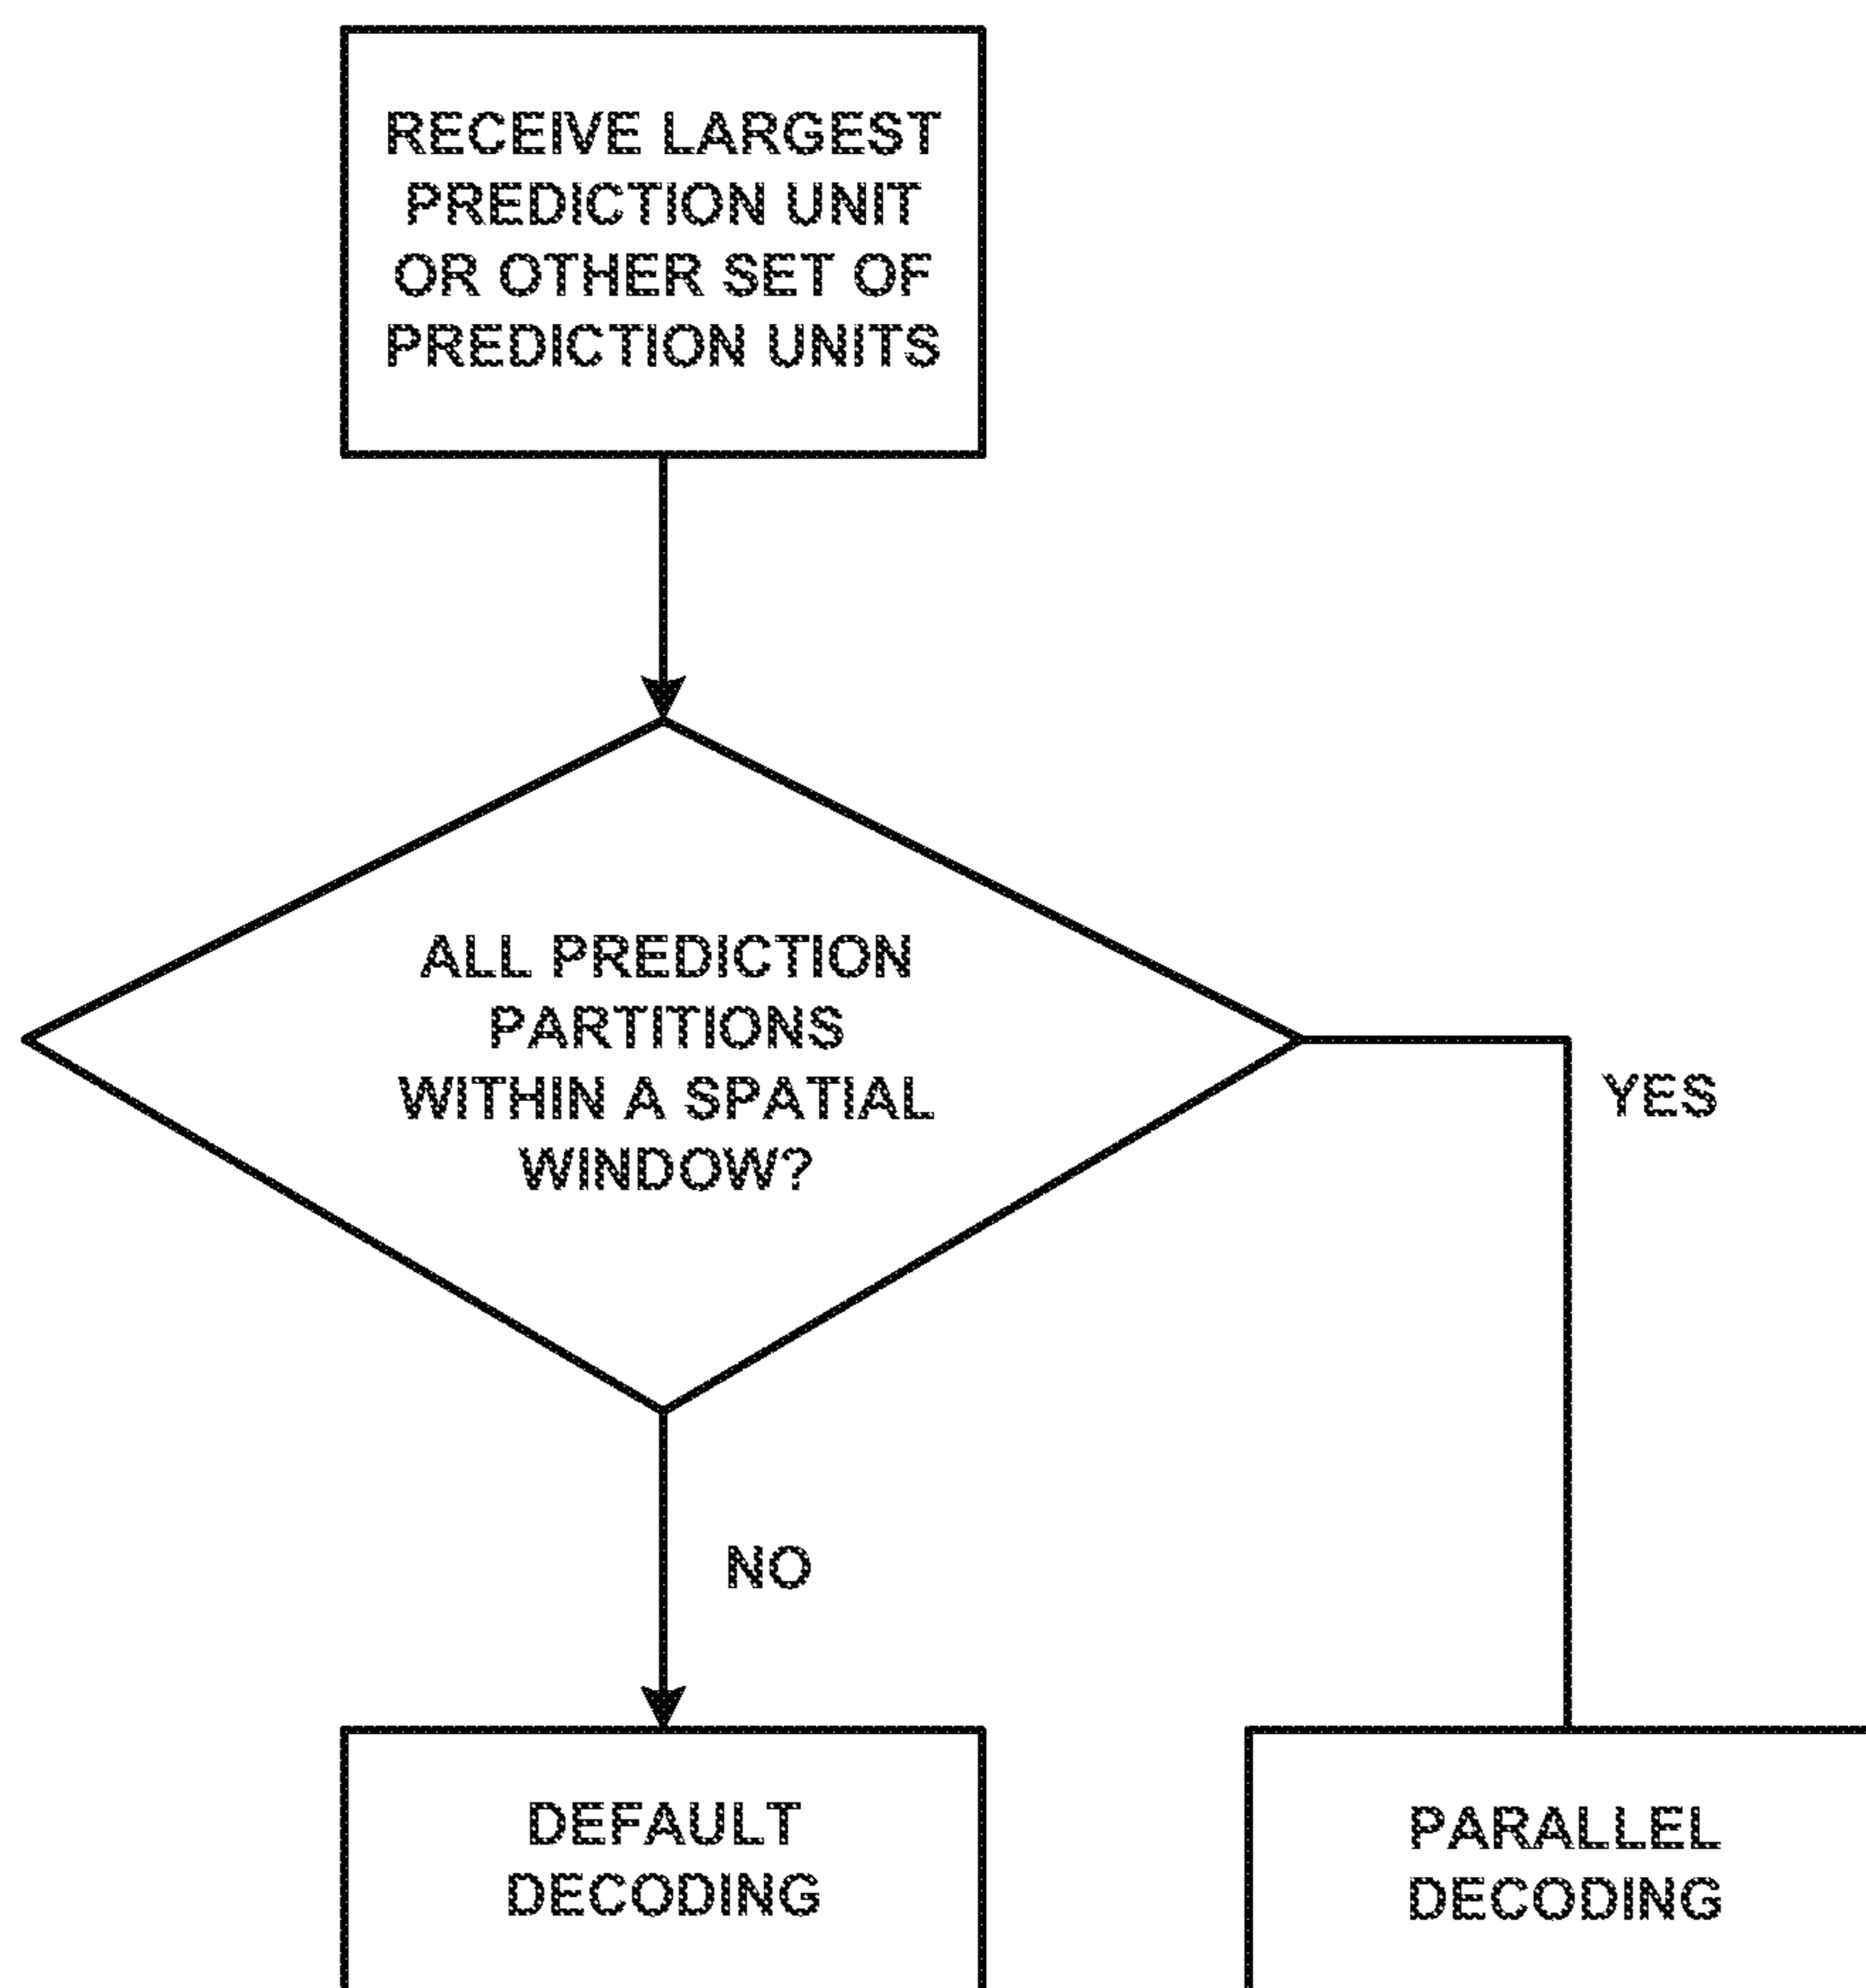 RECEIVE LARGEST
PREDICTION UNIT
OR OTHER SET OF
PREDICTION UNITS
ALL PREDICTION
PARTITIONS
WITHIN A SPATIAL
WINDOW?
YES
NO
DEFAULT
DECODING
PARALLEL
DECODING